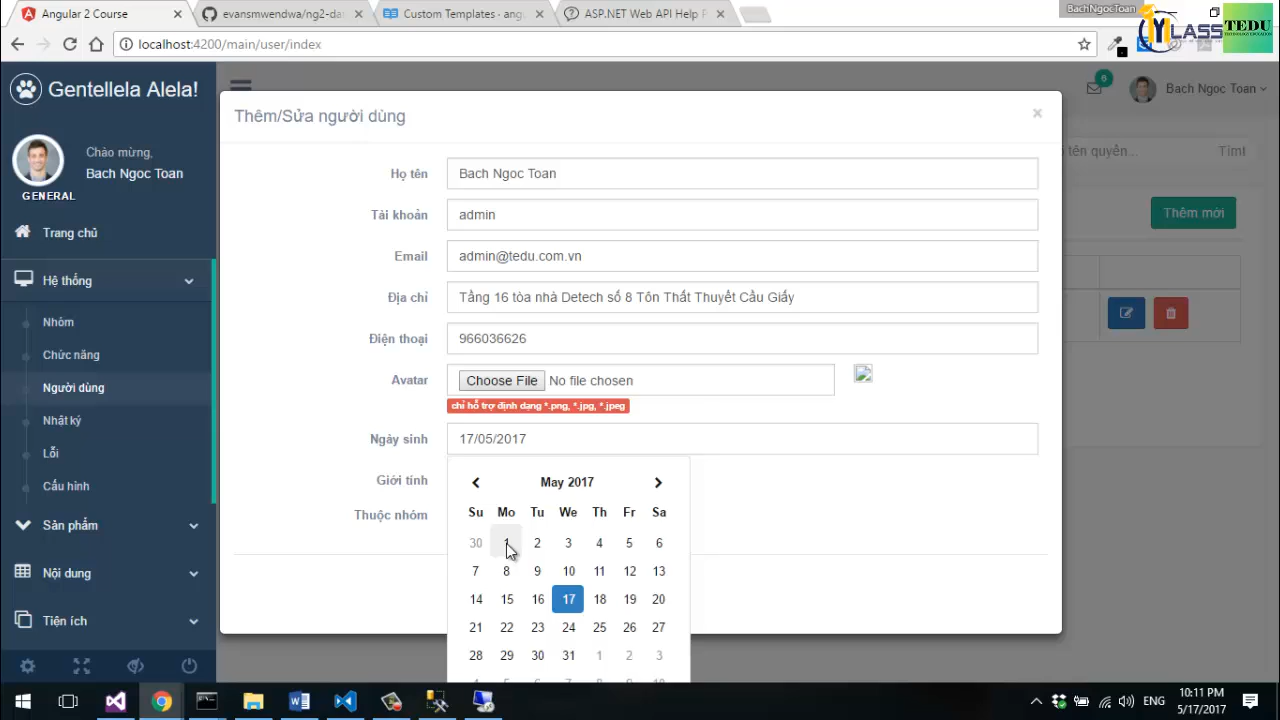 Angular 2 Course
evansmwendwa/ng2-da
Custom Templates · angu
ASP.NET Web API Help P
BachNgocToan
LASS TEDU
localhost:4200/main/user/index
Gentellela Alela!
Chào mừng,
Bach Ngoc Toan
GENERAL
Trang chủ
Hệ thống
Nhóm
Chức năng
Người dùng
Nhật ký
Lỗi
Cấu hình
Sản phẩm
Nội dung
Tiện ích
6
Bach Ngoc Toan
tên quyền...
Tìm!
Thêm mới
Thêm/Sửa người dùng
×
Họ tên
Bach Ngoc Toan
Tài khoản
admin
Email
admin@tedu.com.vn
Địa chỉ
Tầng 16 tòa nhà Detech số 8 Tôn Thất Thuyết Cầu Giấy
Điện thoại
966036626
Avatar
Choose File No file chosen
chỉ hỗ trợ định dạng *.png, *.jpg, *.jpeg
Ngày sinh
17/05/2017
Giới tính
Thuộc nhóm
May 2017
Su Mo Tu We Th Fr Sa
30 1 2 3 4 5 6
7 8 9 10 11 12 13
14 15 16 17 18 19 20
21 22 23 24 25 26 27
28 29 30 31 1 2 3
ENG
10:11 PM
5/17/2017